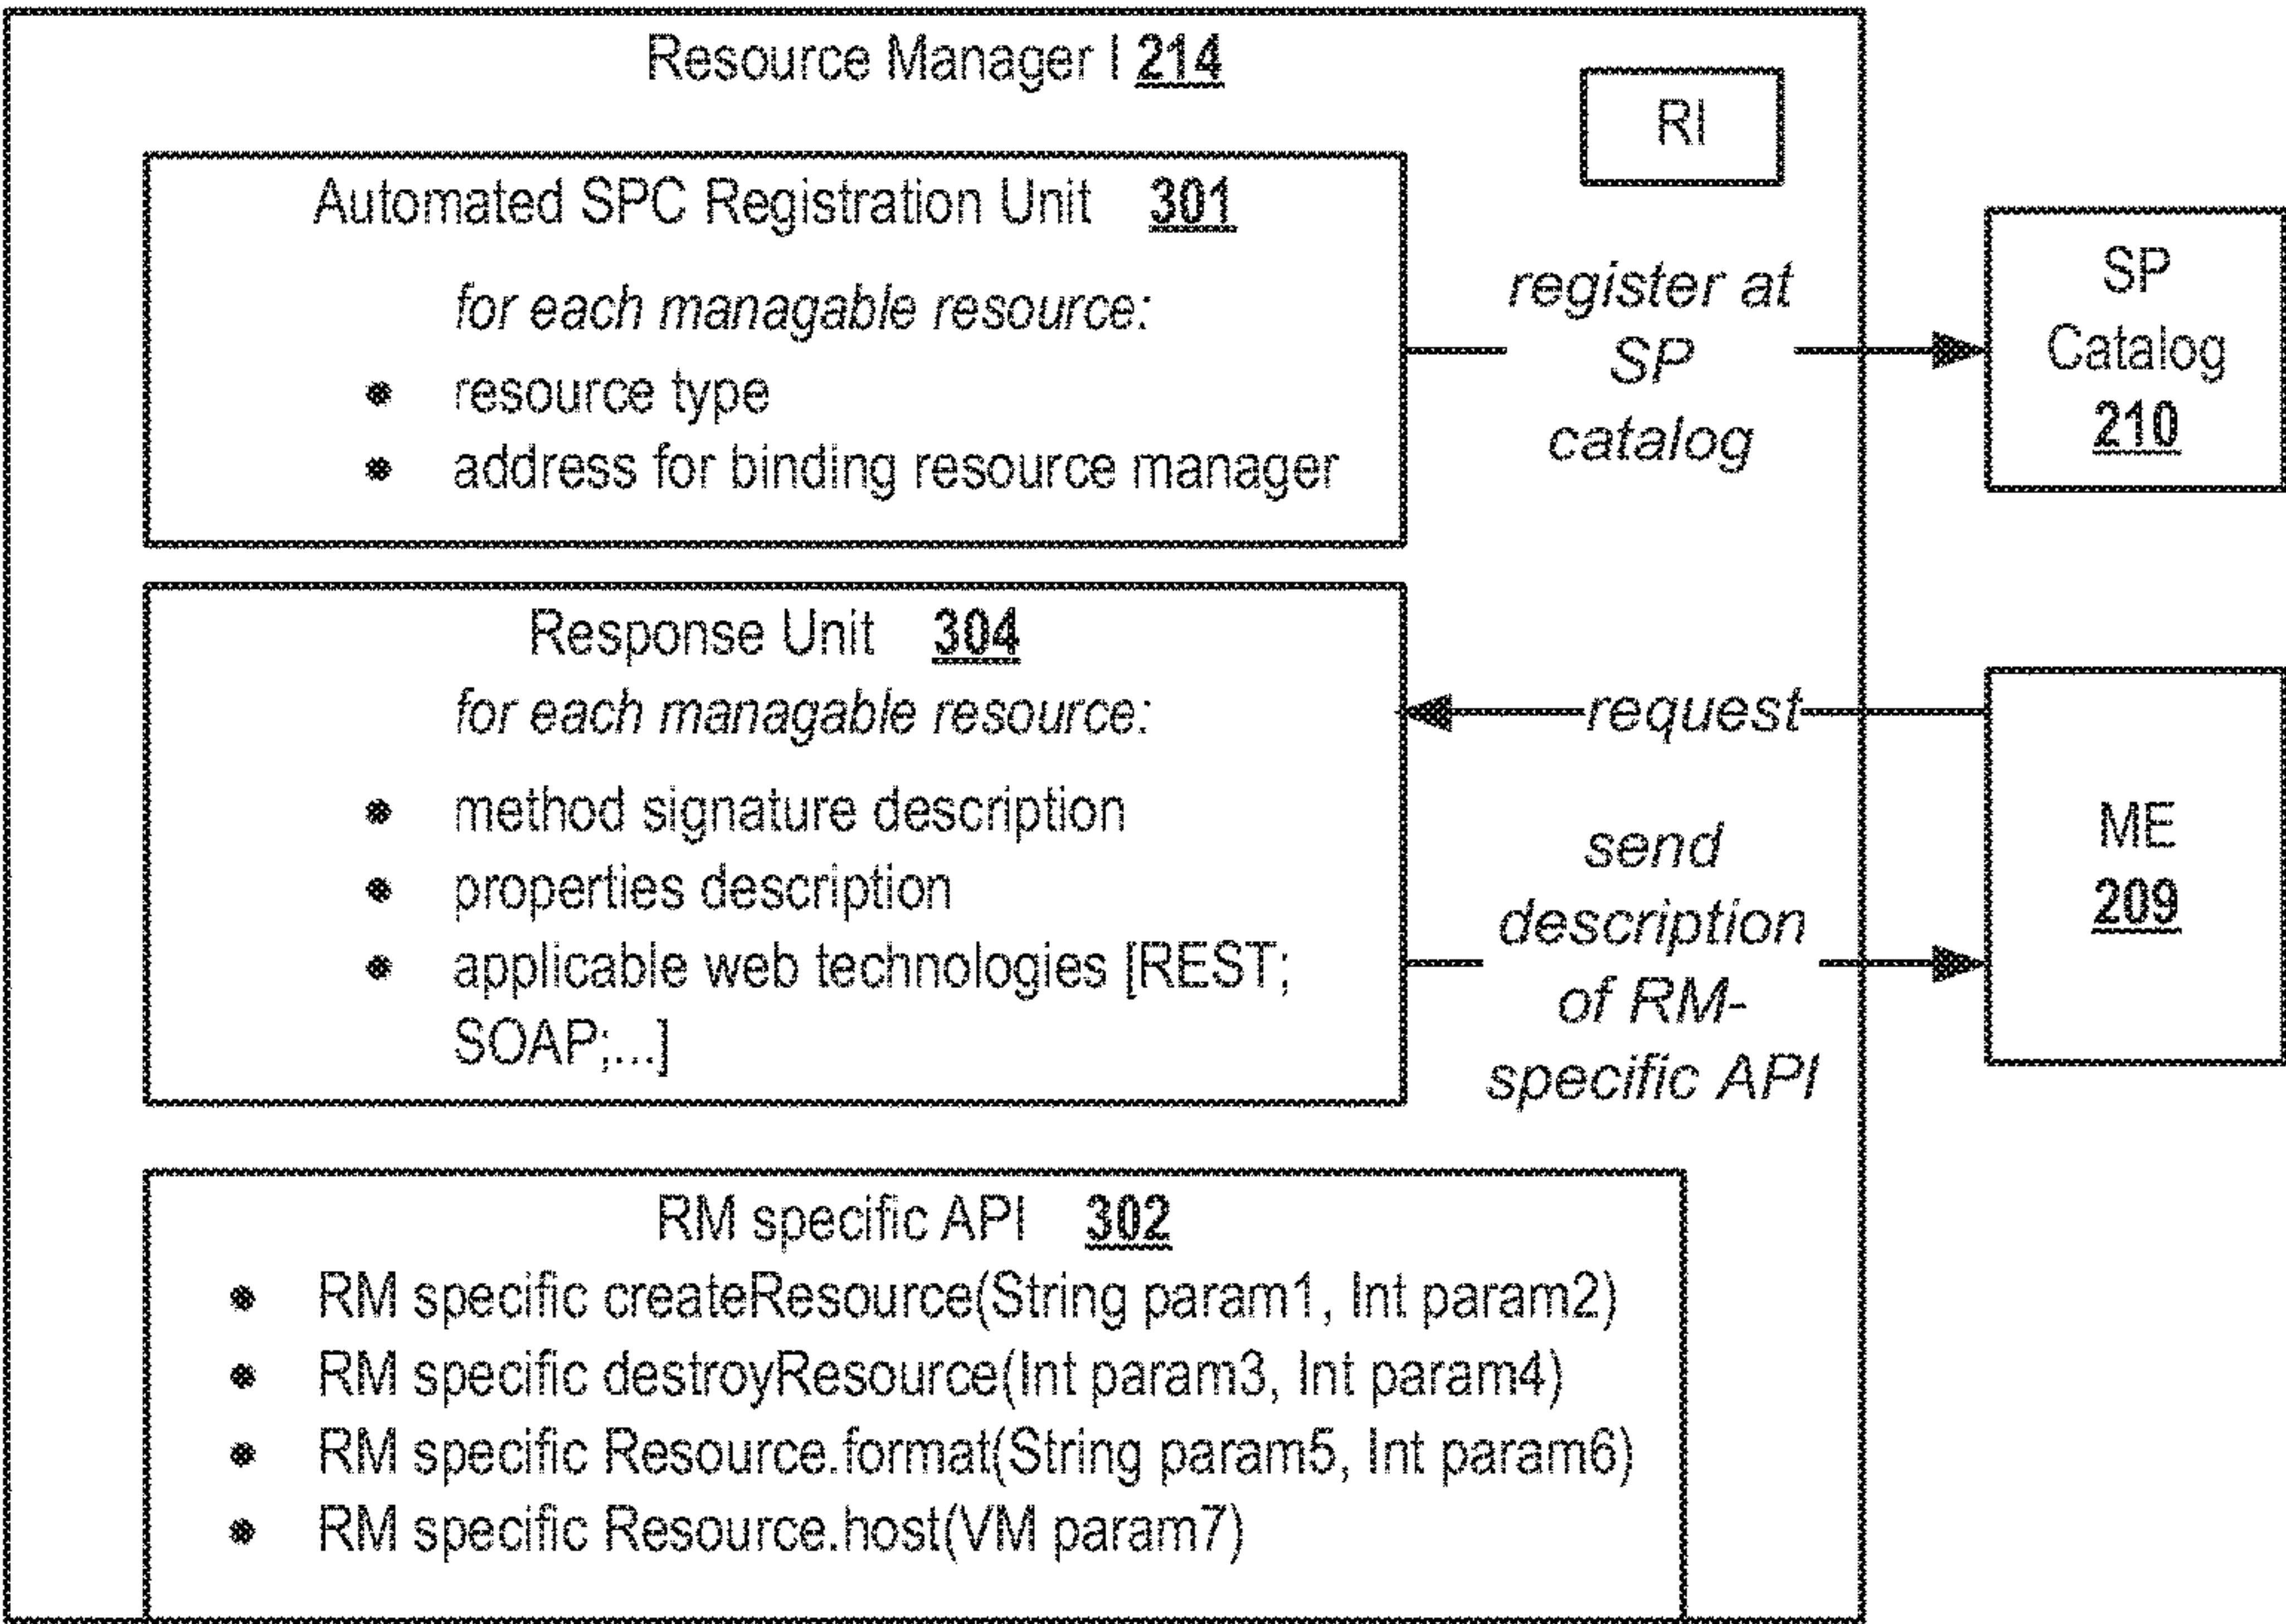 Resource Manager I 214
RI
Automated SPC Registration Unit 301
for each managable resource:
• resource type
• address for binding resource manager
register at
SP
catalog
SP
Catalog
210
Response Unit 304
for each managable resource:
• method signature description
• properties description
• applicable web technologies [REST;
SOAP;...]
request
send
description
of RM-
specific API
ME
209
RM specific API 302
• RM specific createResource(String param1, Int param2)
• RM specific destroyResource(Int param3, Int param4)
• RM specific Resource.format(String param5, Int param6)
• RM specific Resource.host(VM param7)